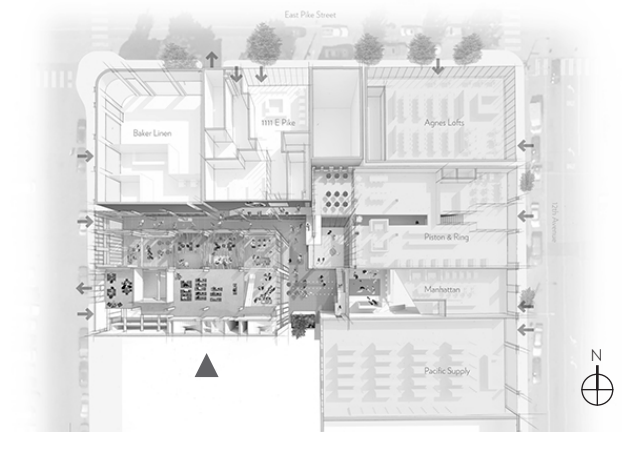 East Pike Street
Baker Linen
1111 E Pike
Agnes Lofts
12th Avenue
Piston & Ring
Manhattan
Pacific Supply
N